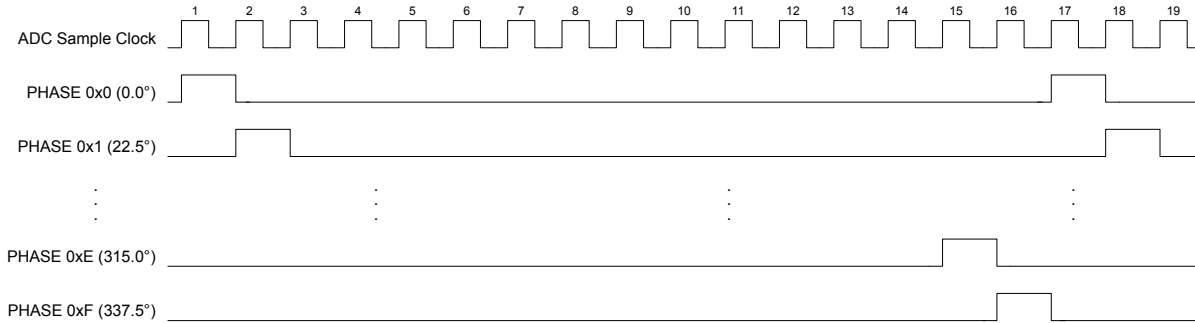 1 2 3 4 5 6 7 8 9 10 11 12 13 14 15 16 17 18 19
ADC Sample Clock
PHASE 0x0 (0.0°)
PHASE 0x1 (22.5°)
PHASE 0xE (315.0°)
PHASE 0xF (337.5°)